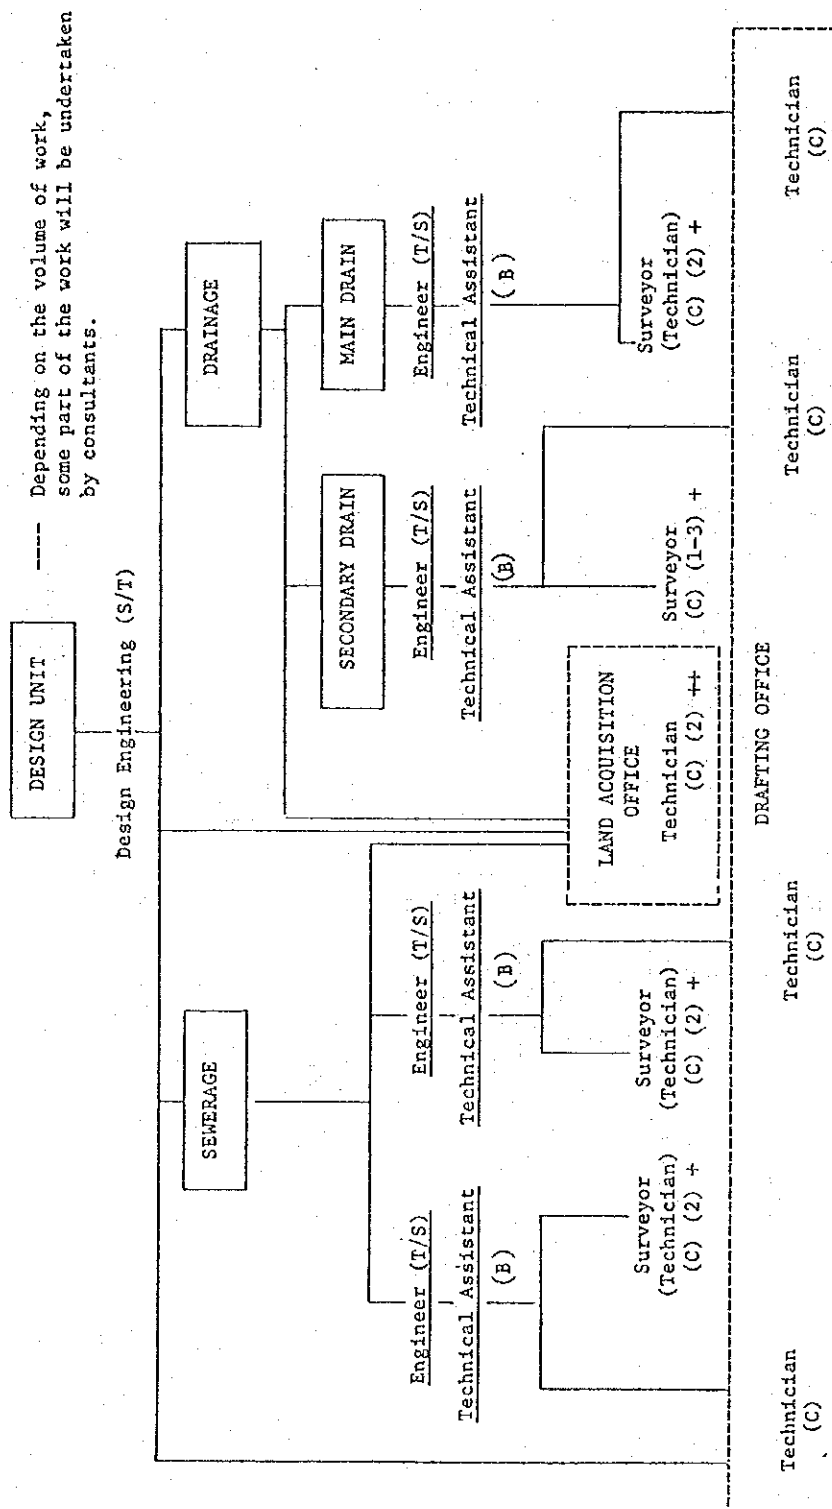 DESIGN UNIT
---- Depending on the volume of work,
some part of the work will be undertaken
by consultants.
Design Engineering (S/T)
SEWERAGE
DRAINAGE
SECONDARY DRAIN
MAIN DRAIN
Engineer (T/S)
Technical Assistant
(B)
Engineer (T/S)
Technical Assistant
(B)
Engineer (T/S)
Technical Assistant
(B)
Engineer (T/S)
Technical Assistant
(B)
Surveyor
(Technician)
(C) (2) +
Surveyor
(Technician)
(C) (2) +
LAND ACQUISITION
OFFICE
Technician
(C) (2) ++
Surveyor
(C) (1-3) +
Surveyor
(Technician)
(C) (2) +
DRAFTING OFFICE
Technician
(C)
Technician
(C)
Technician
(C)
Technician
(C)